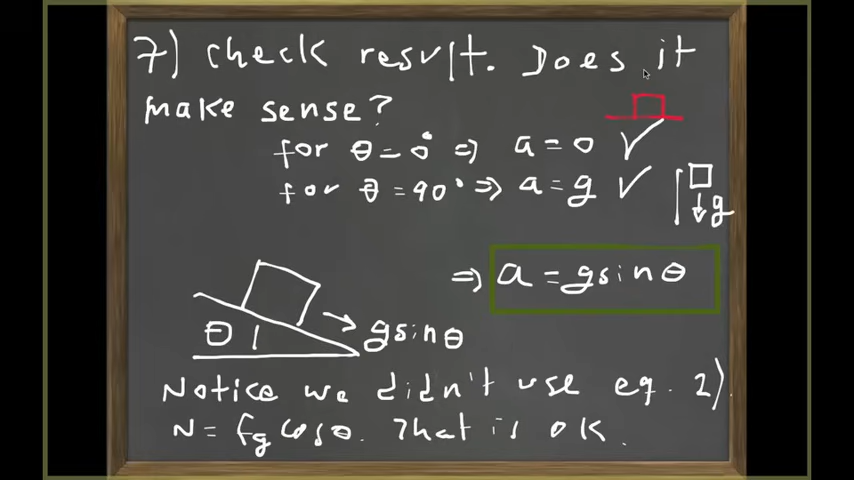 7) check result. Does it
make sense?
for θ = 0° ⇒ a = 0 ✓
for θ = 90° ⇒ a = g ✓
g
⇒ a = g sin θ
θ
g sin θ
Notice we didn't use eq. 2).
N = Fg cos θ. That is OK.